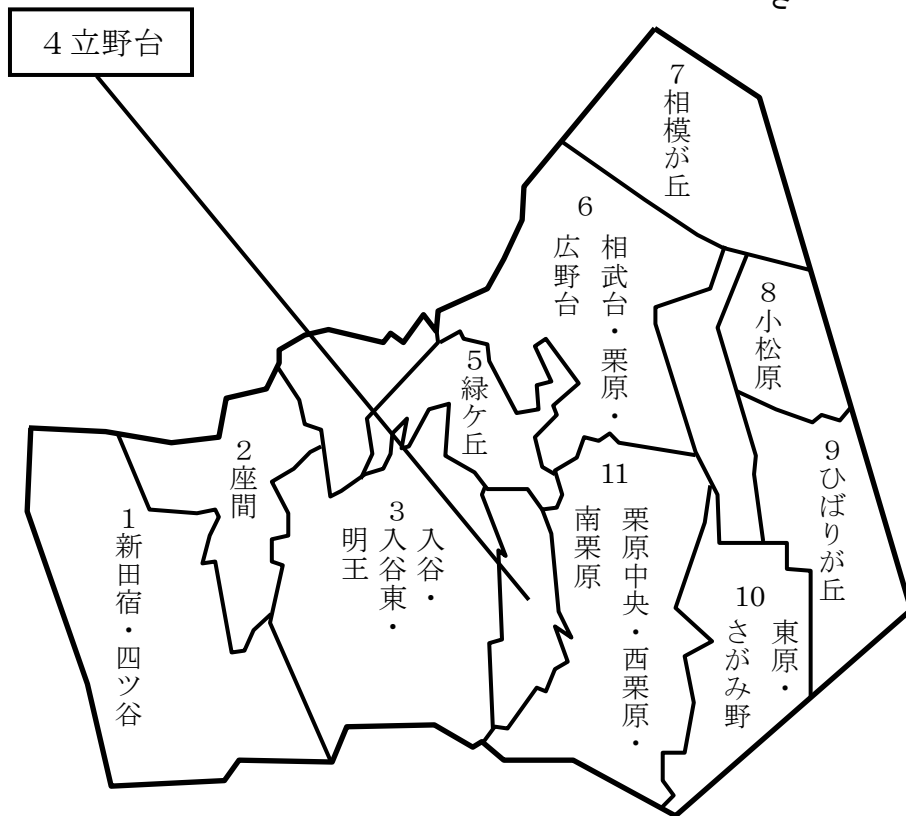 4立野台
7相模が丘
6
相武台・栗原・
広野台
8小松原
5緑ケ丘
9ひばりが丘
2座間
11
栗原中央・西栗原・
南栗原
3
入谷・
入谷東・
明王
1新田宿・四ツ谷
10
東原・
さがみ野